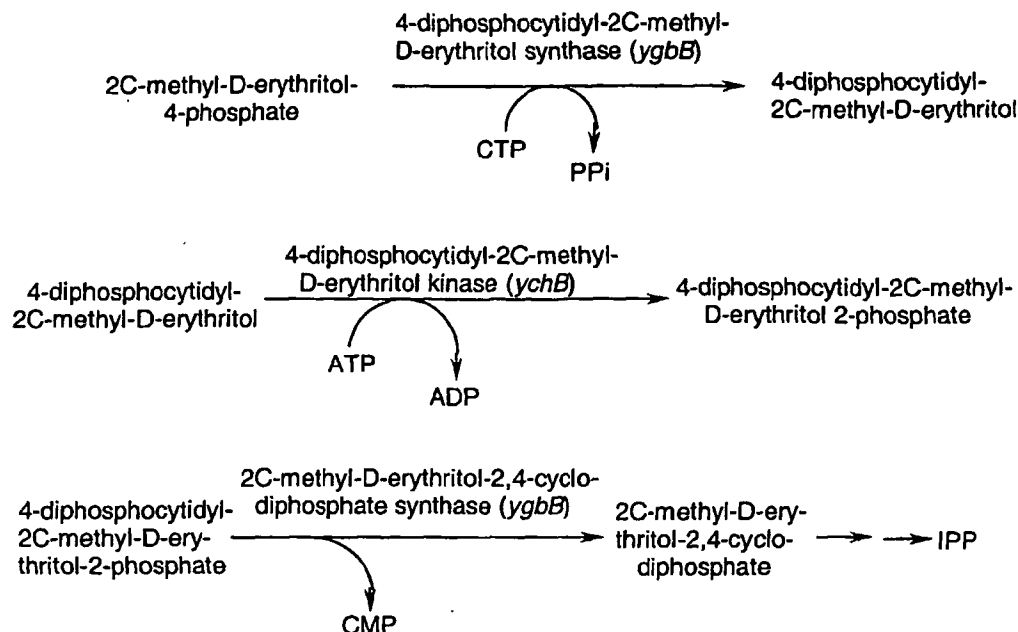 4-diphosphocytidyl-2C-methyl-
D-erythritol synthase (ygbB)
2C-methyl-D-erythritol-
4-phosphate
4-diphosphocytidyl-
2C-methyl-D-erythritol
CTP
PPi
4-diphosphocytidyl-2C-methyl-
D-erythritol kinase (ychB)
4-diphosphocytidyl-
2C-methyl-D-erythritol
4-diphosphocytidyl-2C-methyl-
D-erythritol 2-phosphate
ATP
ADP
2C-methyl-D-erythritol-2,4-cyclo-
diphosphate synthase (ygbB)
4-diphosphocytidyl-
2C-methyl-D-ery-
thritol-2-phosphate
2C-methyl-D-ery-
thritol-2,4-cyclo-
diphosphate
IPP
CMP